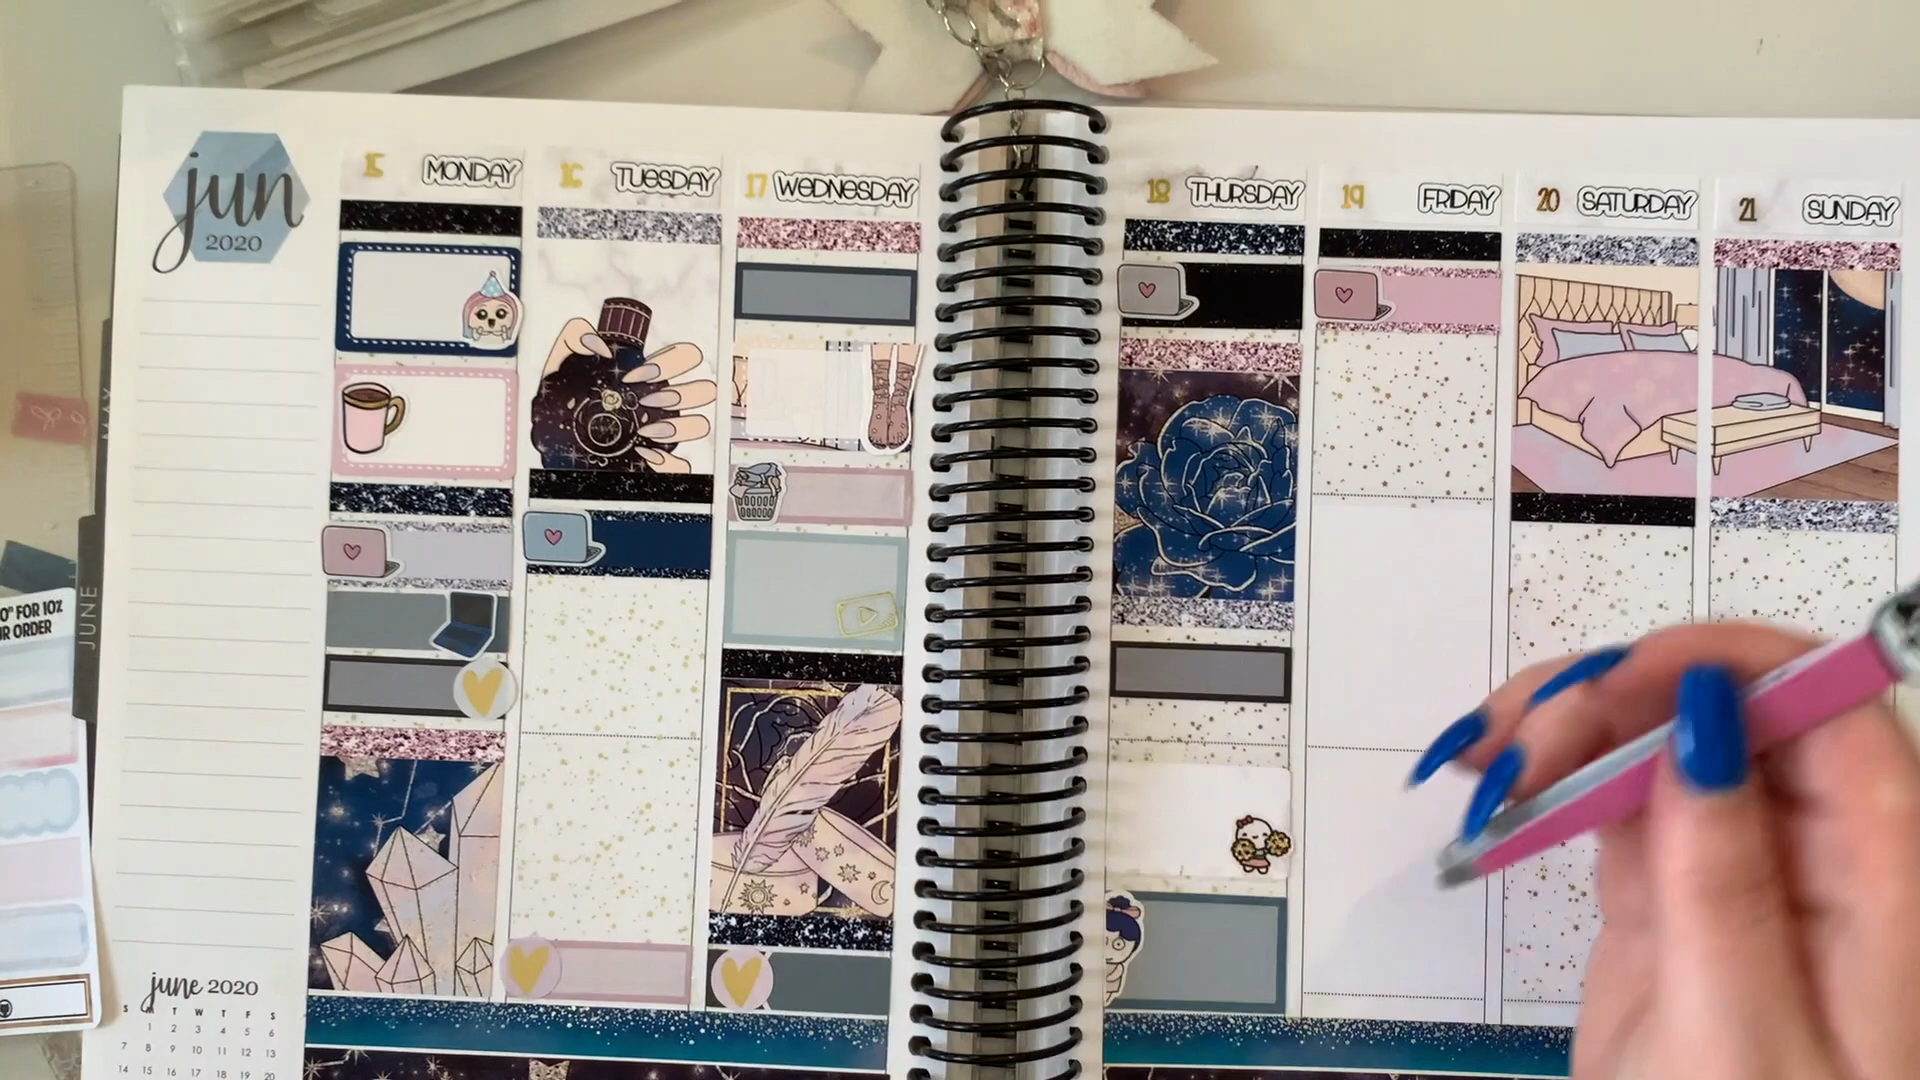 jun
2020
15 MONDAY
16 TUESDAY
17 WEDNESDAY
18 THURSDAY
19 FRIDAY
20 SATURDAY
21 SUNDAY
MAY
JUNE
0" FOR 10%
R ORDER
june 2020
S M T W T F S
1 2 3 4 5 6
7 8 9 10 11 12 13
14 15 16 17 18 19 20